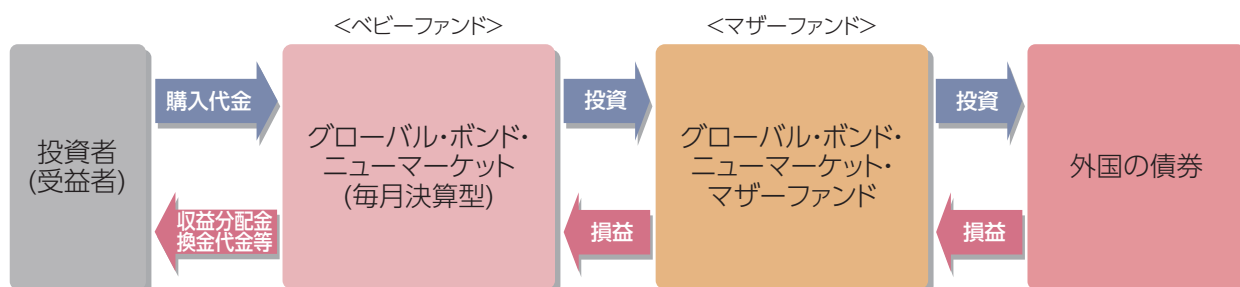 <ベビーファンド>
<マザーファンド>
投資者
(受益者)
購入代金
収益分配金
換金代金等
グローバル・ボンド・
ニューマーケット
(毎月決算型)
投資
損益
グローバル・ボンド・
ニューマーケット・
マザーファンド
投資
損益
外国の債券